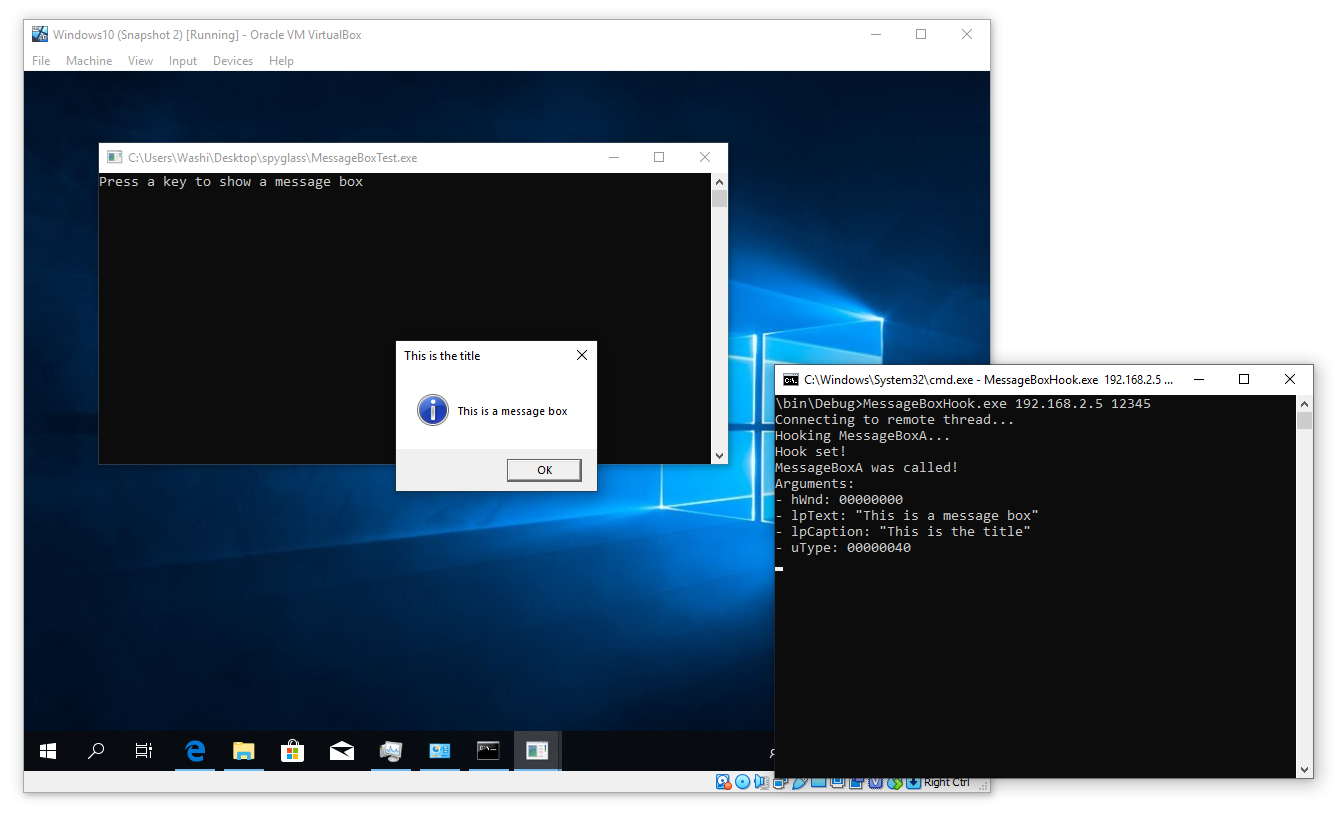 Windows10 (Snapshot 2) [Running] - Oracle VM VirtualBox
File Machine View Input Devices Help
C:\Users\Washi\Desktop\spyglass\MessageBoxTest.exe
Press a key to show a message box
This is the title
This is a message box
OK
C:\Windows\System32\cmd.exe - MessageBoxHook.exe 192.168.2.5 ...
\bin\Debug>MessageBoxHook.exe 192.168.2.5 12345
Connecting to remote thread...
Hooking MessageBoxA...
Hook set!
MessageBoxA was called!
Arguments:
- hWnd: 00000000
- lpText: "This is a message box"
- lpCaption: "This is the title"
- uType: 00000040
Right Ctrl